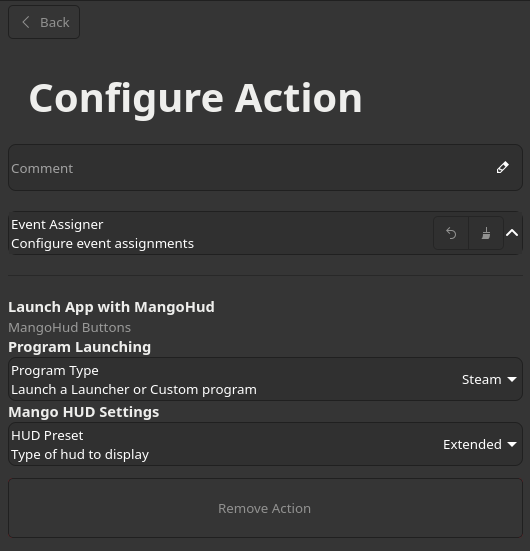 Back
Configure Action
Comment
Event Assigner
Configure event assignments
Launch App with MangoHud
MangoHud Buttons
Program Launching
Program Type
Launch a Launcher or Custom program
Steam
Mango HUD Settings
HUD Preset
Type of hud to display
Extended
Remove Action